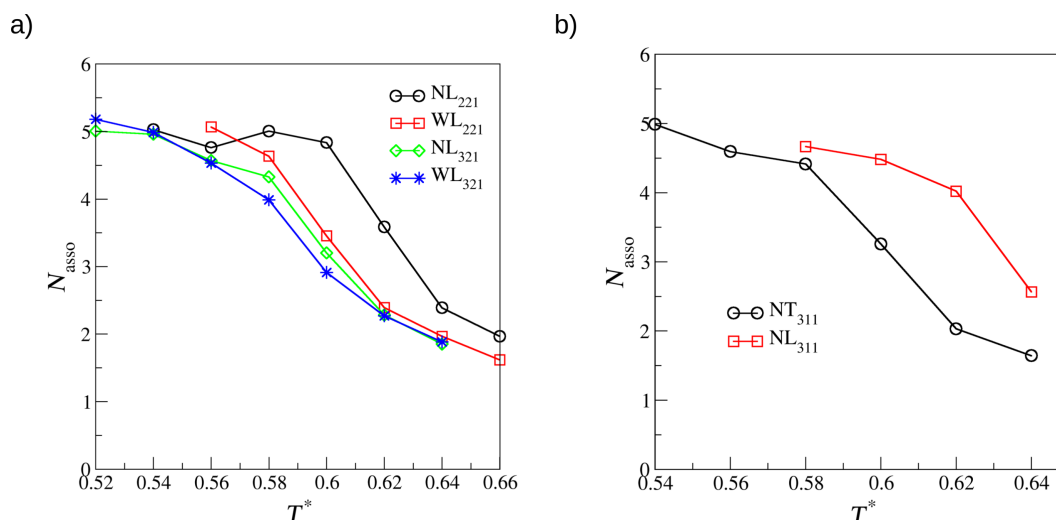 a)
6
5
4
3
2
1
0
N_asso
0.52 0.54 0.56 0.58 0.6 0.62 0.64 0.66
T*
NL_221
WL_221
NL_321
WL_321
b)
6
5
4
3
2
1
0
N_asso
0.54 0.56 0.58 0.6 0.62 0.64
T*
NT_311
NL_311